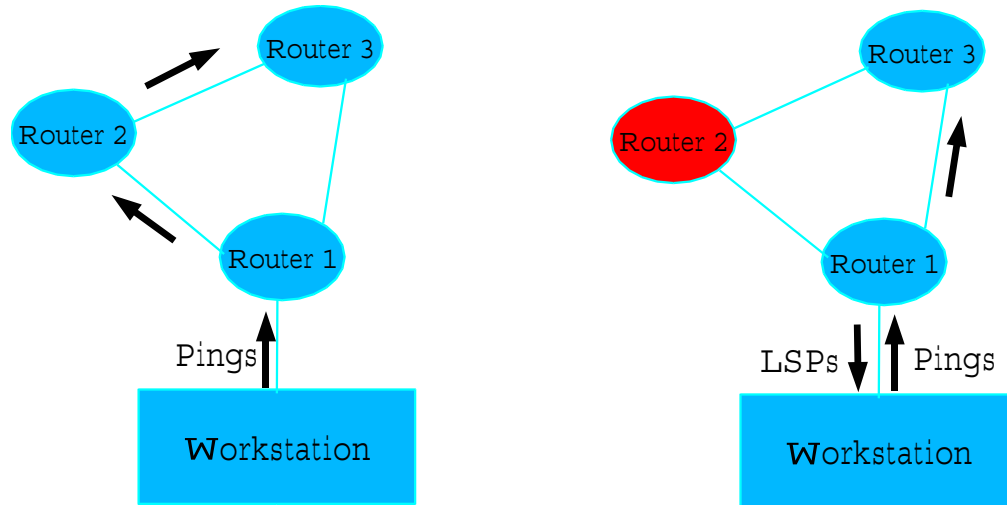 Router 3
Router 2
Router 1
Pings
Workstation
Router 3
Router 2
Router 1
LSPs
Pings
Workstation